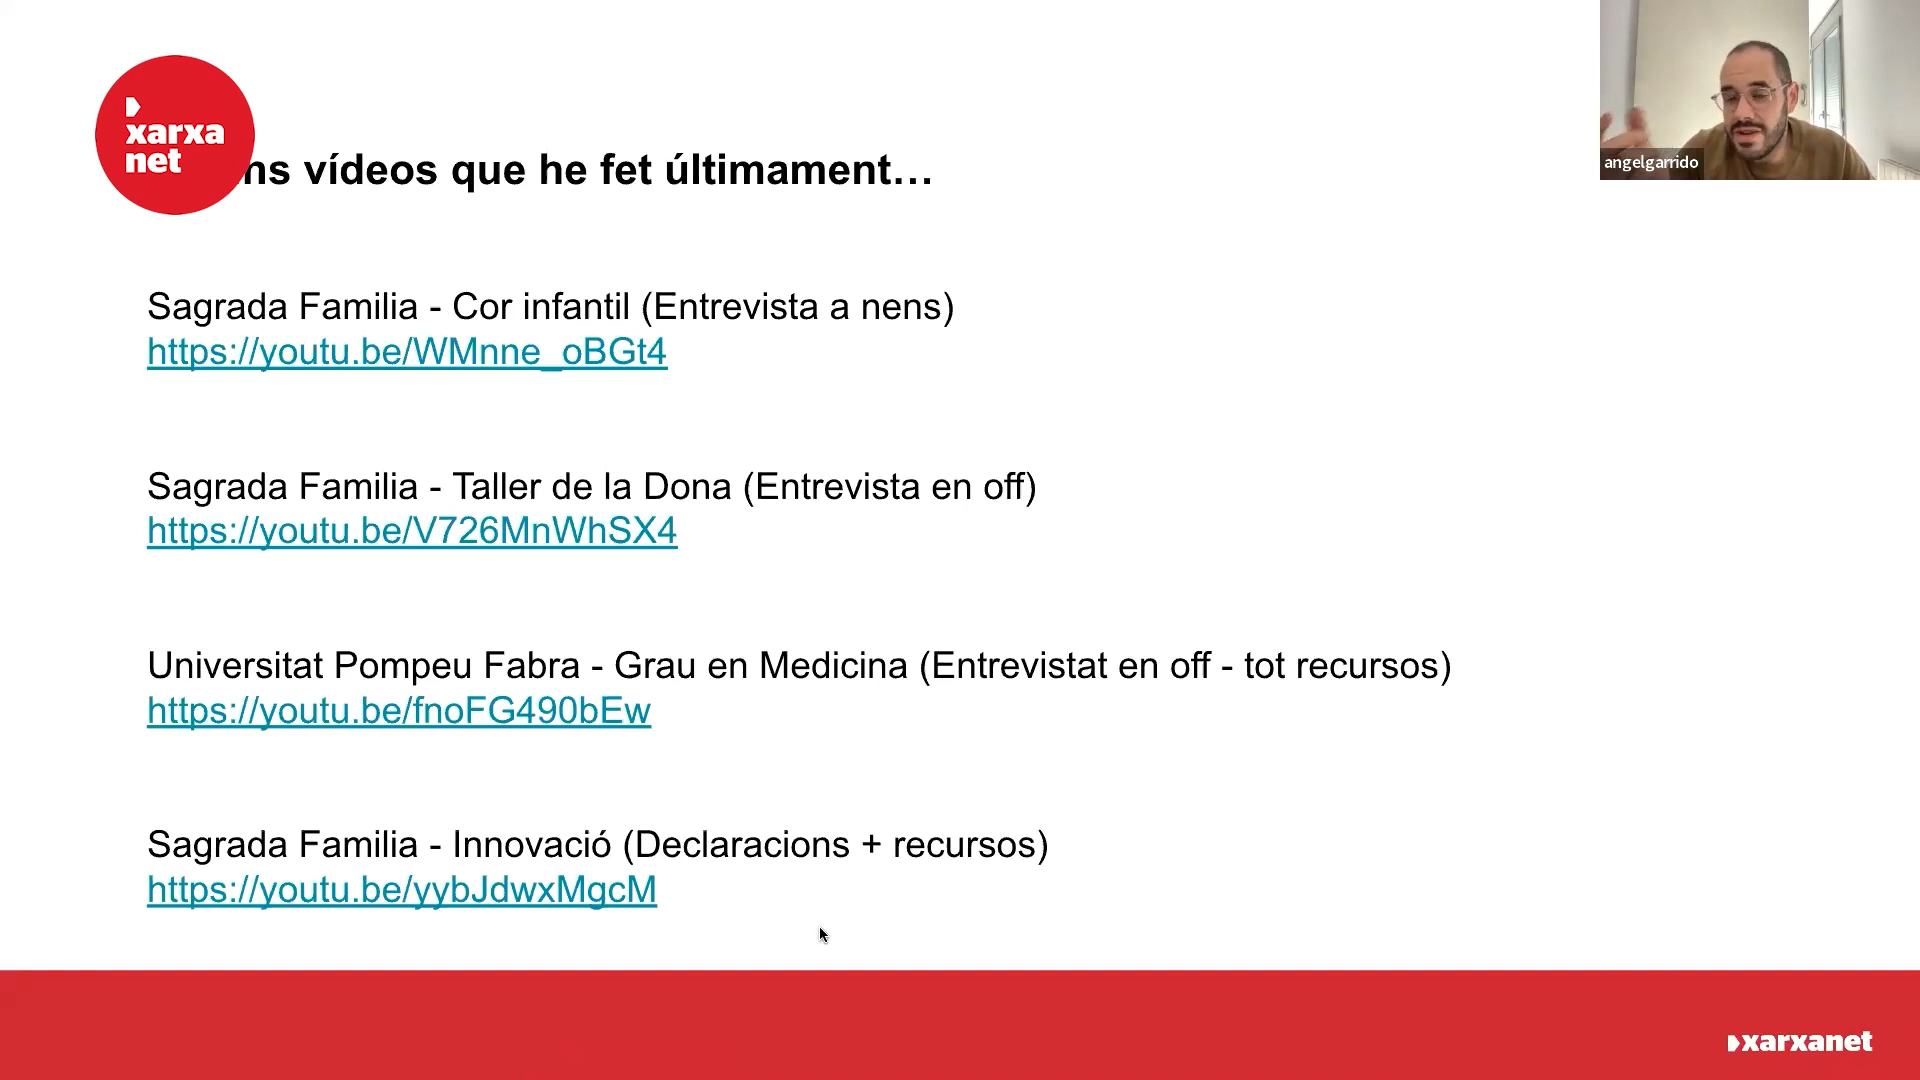 xarxa
net
ns vídeos que he fet últimament…
angelgarrido
Sagrada Familia - Cor infantil (Entrevista a nens)
https://youtu.be/WMnne_oBGt4
Sagrada Familia - Taller de la Dona (Entrevista en off)
https://youtu.be/V726MnWhSX4
Universitat Pompeu Fabra - Grau en Medicina (Entrevistat en off - tot recursos)
https://youtu.be/fnoFG490bEw
Sagrada Familia - Innovació (Declaracions + recursos)
https://youtu.be/yybJdwxMgcM
xarxanet